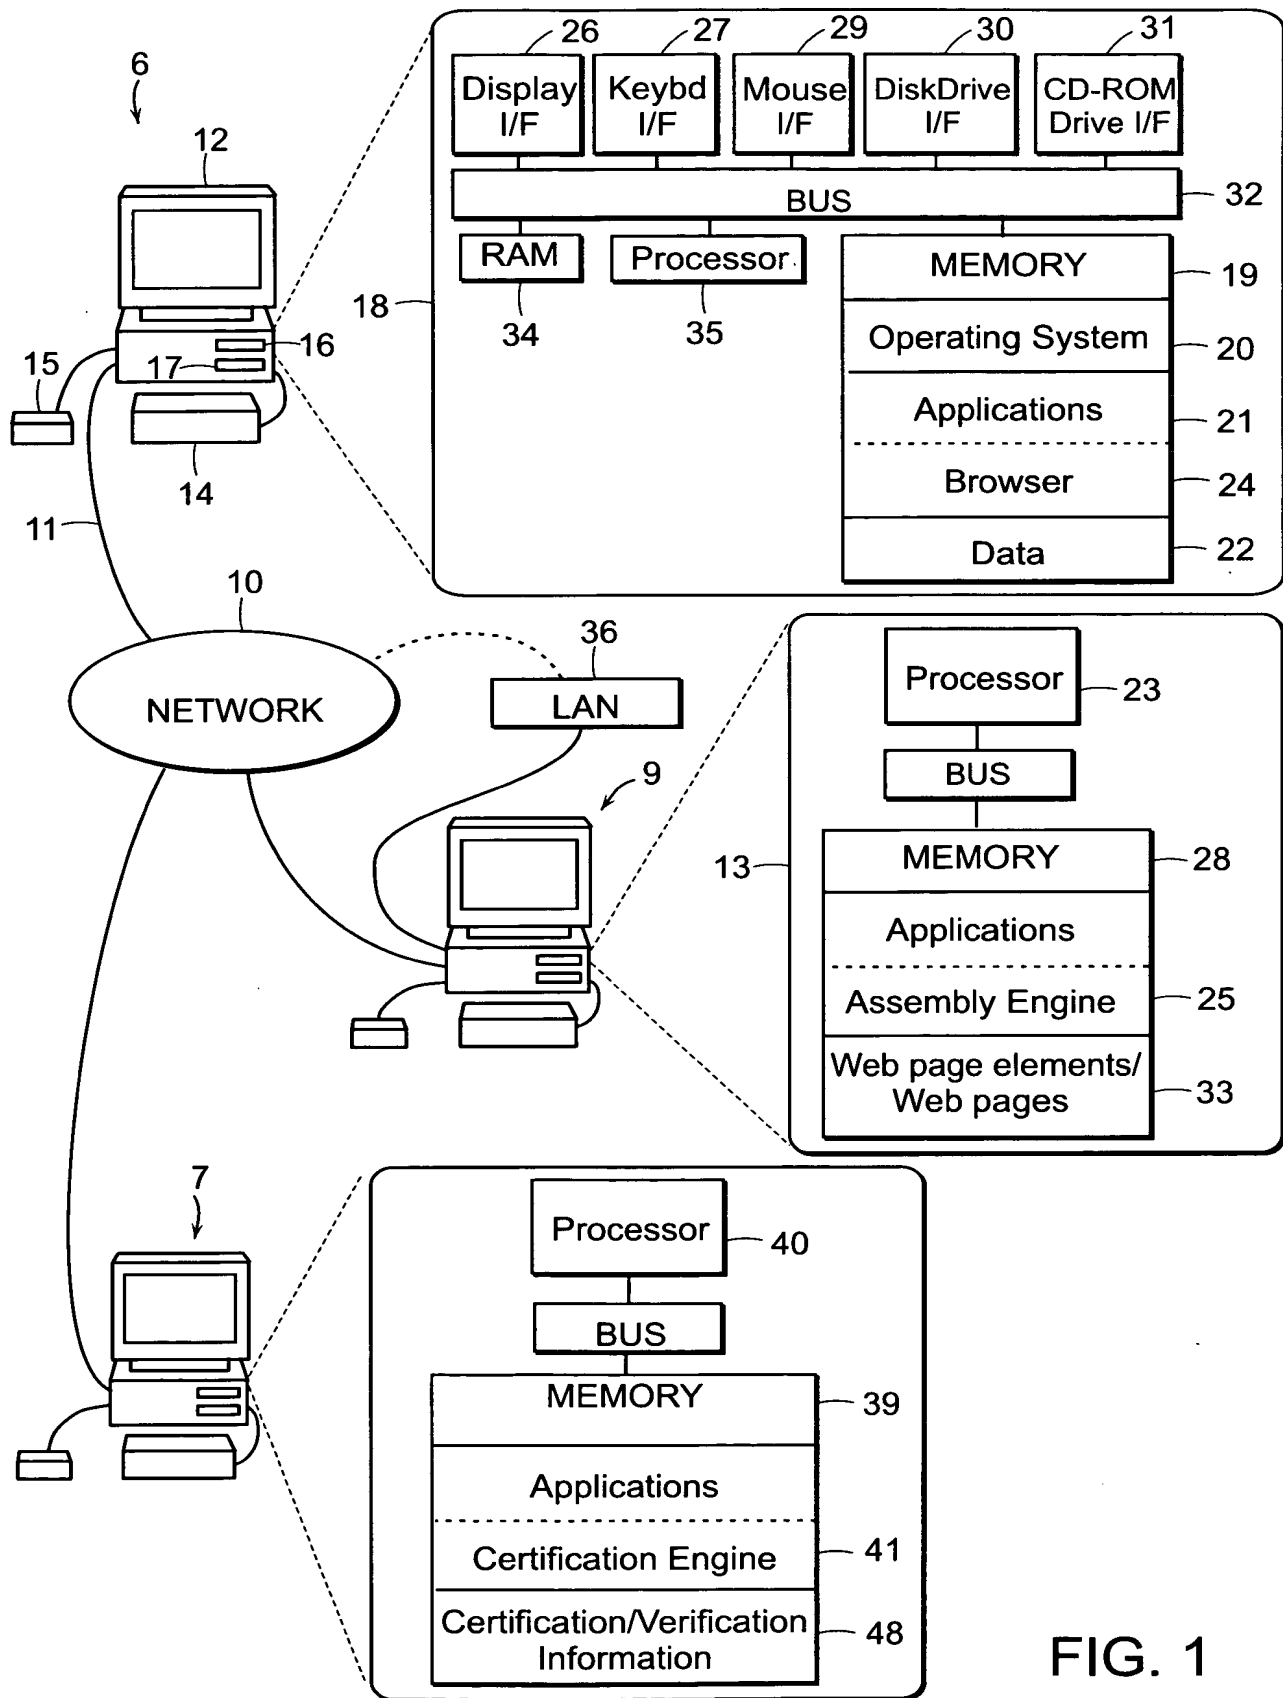 26
27
29
30
31
6
Display
I/F
Keybd
I/F
Mouse
I/F
DiskDrive
I/F
CD-ROM
Drive I/F
12
BUS
32
RAM
Processor
MEMORY
19
18
34
35
16
17
15
Operating System
20
Applications
21
14
Browser
24
11
Data
22
10
36
NETWORK
LAN
Processor
23
9
BUS
13
MEMORY
28
Applications
Assembly Engine
25
Web page elements/
Web pages
33
7
Processor
40
BUS
MEMORY
39
Applications
Certification Engine
41
Certification/Verification
Information
48
FIG. 1